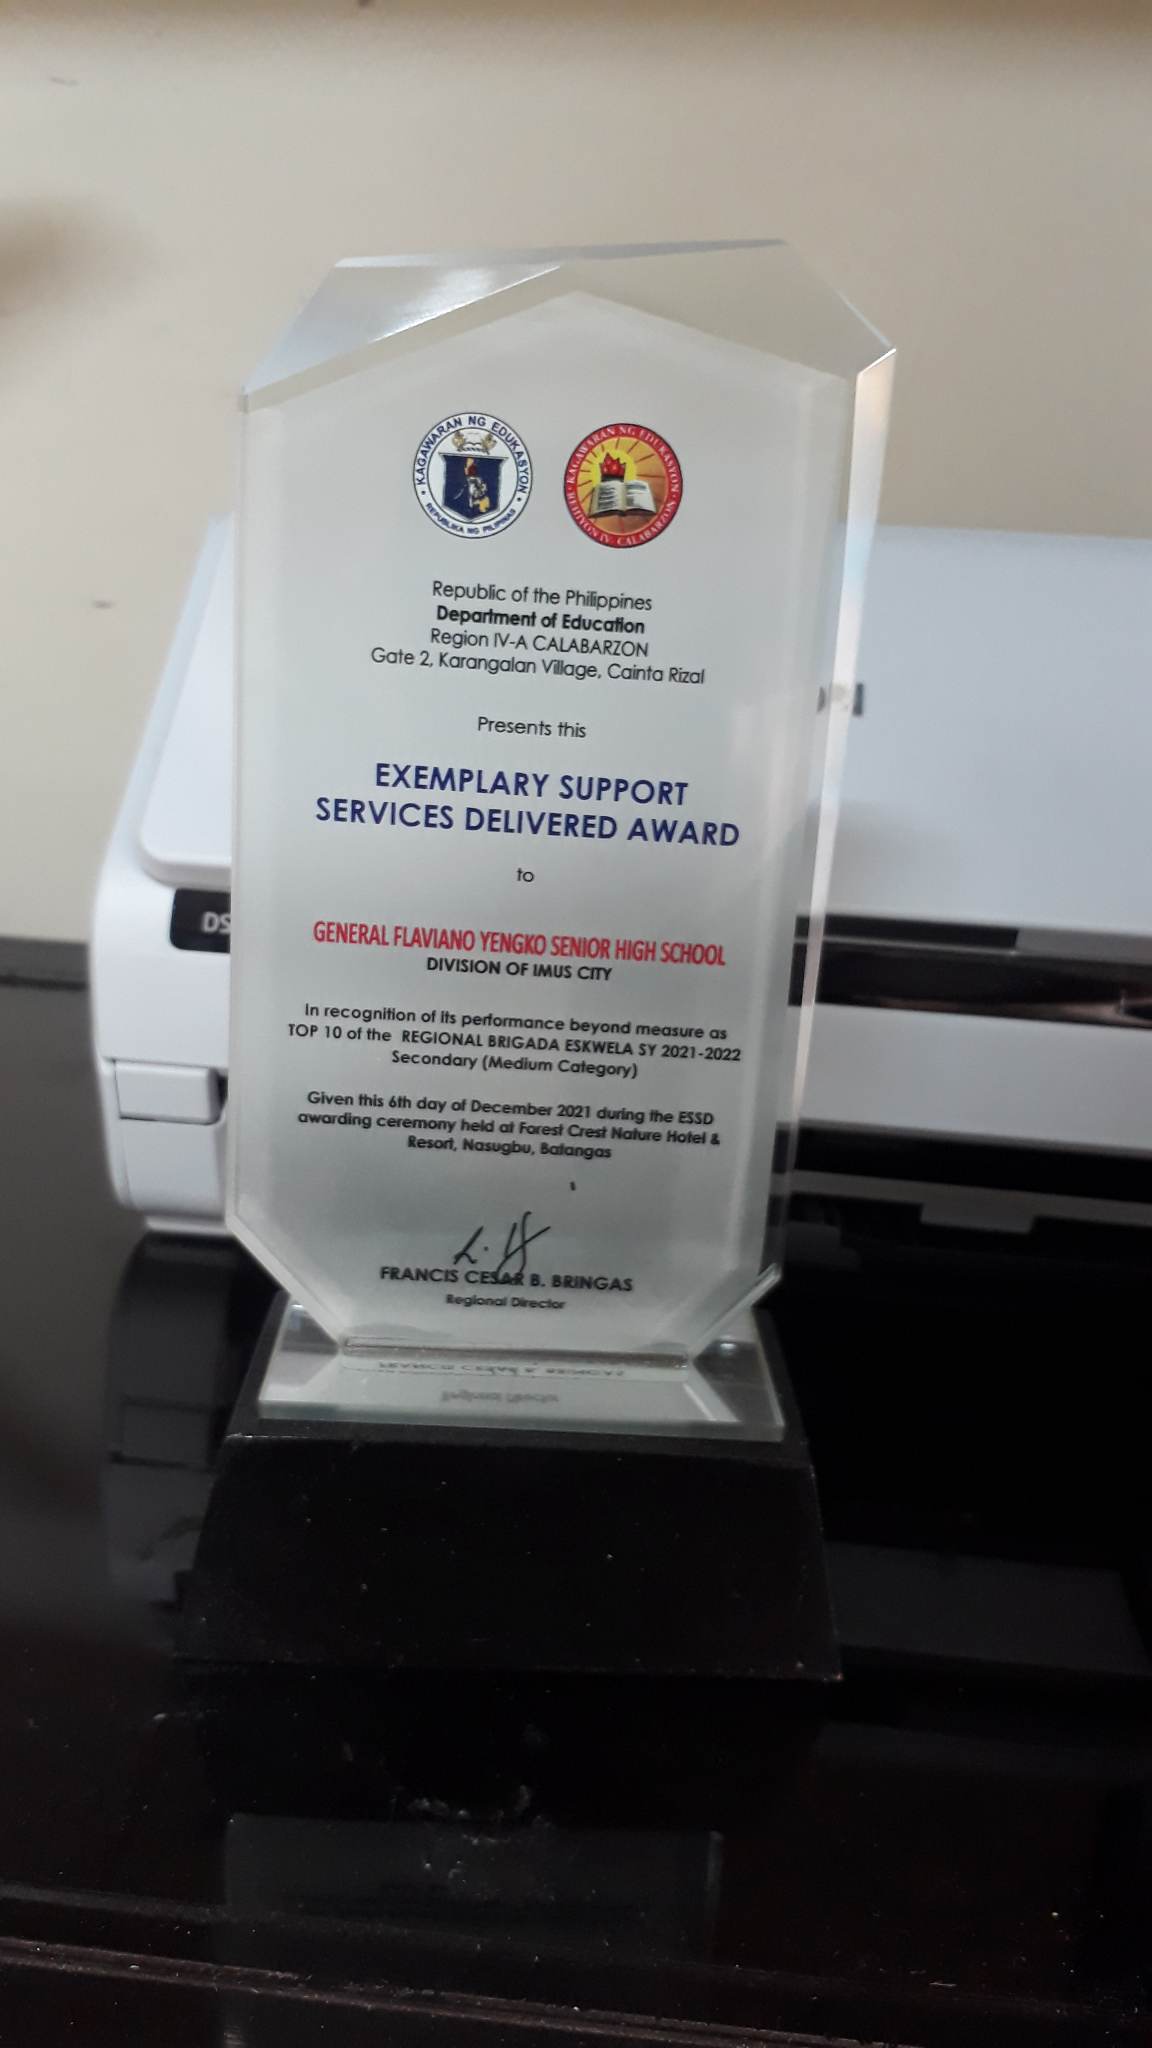 KAGAWARAN NG EDUKASYON
REPUBLIKA NG PILIPINAS
KAGAWARAN NG EDUKASYON
REHIYON IV- CALABARZON
Republic of the Philippines
Department of Education
Region IV-A CALABARZON
Gate 2, Karangalan Village, Cainta Rizal
Presents this
EXEMPLARY SUPPORT
SERVICES DELIVERED AWARD
to
GENERAL FLAVIANO YENGKO SENIOR HIGH SCHOOL
DIVISION OF IMUS CITY
In recognition of its performance beyond measure as
TOP 10 of the REGIONAL BRIGADA ESKWELA SY 2021-2022
Secondary (Medium Category)
Given this 6th day of December 2021 during the ESSD
awarding ceremony held at Forest Crest Nature Hotel &
Resort, Nasugbu, Batangas
FRANCIS CESAR B. BRINGAS
Regional Director
DS